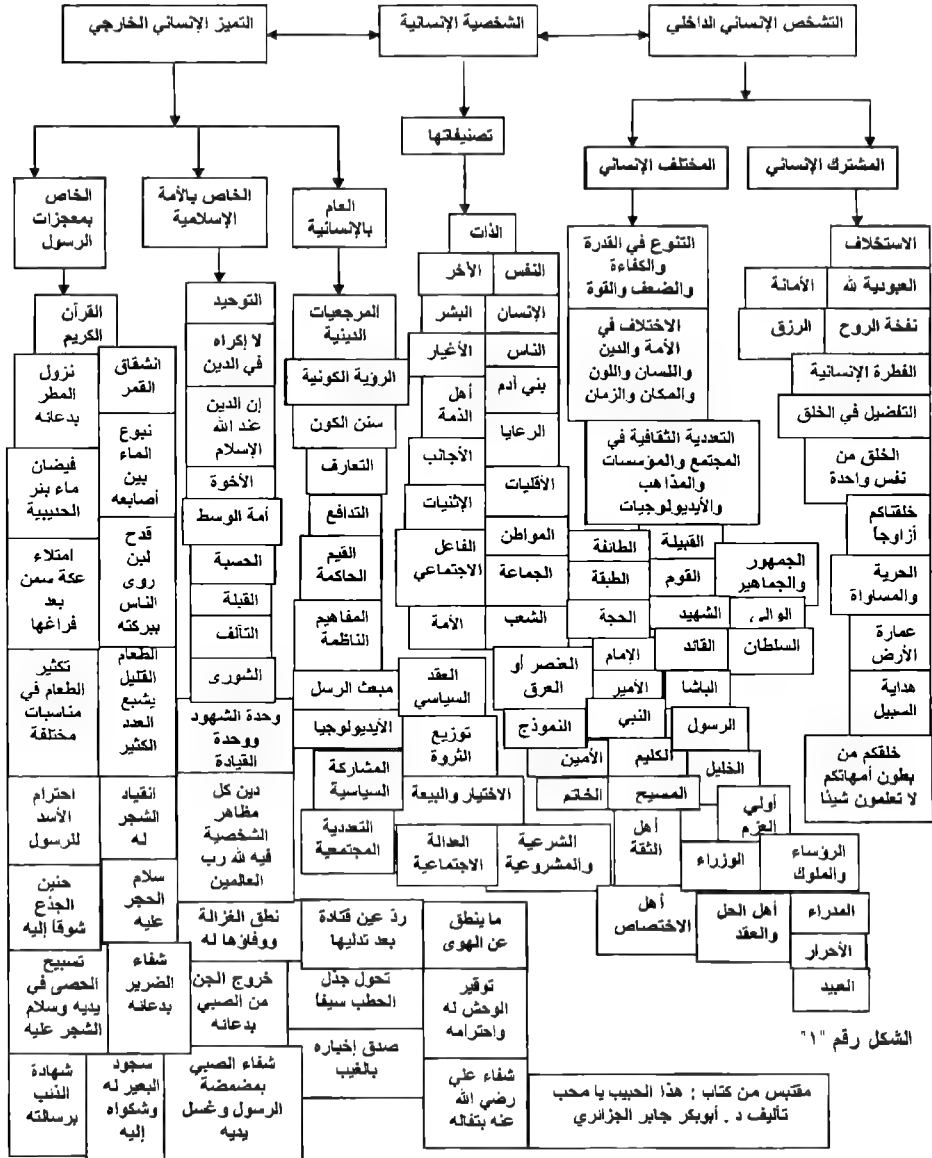 التشخص الإنساني الداخلي
الشخصية الإنسانية
التميز الإنساني الخارجي
تصنيفاتها
المشترك الإنساني
المختلف الإنساني
العام
بالإنسانية
الخاص بالأمة
الإسلامية
الخاص
بمعجزات
الرسول
الاستخلاف
العبودية لله
الأمانة
نفخة الروح
الرزق
الفطرة الإنسانية
التفضيل في الخلق
الخلق من
نفس واحدة
خلقناكم
أزواجاً
الحرية
والمساواة
عمارة
الأرض
هداية
السبيل
خلقكم من
بطون أمهاتكم
لا تعلمون شيئا
التنوع في القدرة
والكفاءة
والضعف والقوة
الاختلاف في
الأمة والدين
واللسان واللون
والمكان والزمان
التعددية الثقافية في
المجتمع والمؤسسات
والمذاهب
والأيديولوجيات
القبيلة
الطائفة
الجمهور
والجماهير
القوم
الطبقة
الوالي
الشهيد
الحجة
السلطان
القائد
الإمام
العنصر أو
العرق
الباشا
الأمير
الرسول
النبي
النموذج
الخليل
الكليم
الأمين
المسيح
الخاتم
أولي
العزم
أهل
الثقة
الرؤساء
والملوك
الوزراء
المدراء
أهل الحل
والعقد
أهل
الاختصاص
الأحرار
العبيد
الذات
النفس
الأخر
الإنسان
البشر
الناس
الأغيار
بني أدم
أهل
الذمة
الرعايا
الأجانب
الأقليات
الإثنيات
المواطن
الفاعل
الاجتماعي
الجماعة
الشعب
الأمة
العقد
السياسي
توزيع
الثروة
الاختيار والبيعة
الشرعية
والمشروعية
العدالة
الاجتماعية
المرجعيات
الدينية
الرؤية الكونية
سنن الكون
التعارف
التدافع
القيم
الحاكمة
المفاهيم
الناظمة
مبعث الرسل
الأيديولوجيا
المشاركة
السياسية
التعددية
المجتمعية
التوحيد
لا إكراه
في الدين
إن الدين
عند الله
الإسلام
الأخوة
أمة الوسط
الحسبة
القبلة
التآلف
الشورى
وحدة الشهود
ووحدة
القيادة
دين كل
مظاهر
الشخصية
فيه لله رب
العالمين
القرآن
الكريم
انشقاق
القمر
نزول
المطر
بدعائه
نبوع
الماء
بين
أصابعه
فيضان
ماء بئر
الحديبية
قدح
لبن
روى
الناس
ببركته
امتلاء
عكة سمن
بعد
فراغها
الطعام
القليل
يشبع
العدد
الكثير
تكثير
الطعام في
مناسبات
مختلفة
انقياد
الشجر
له
احترام
الأسد
للرسول
سلام
الحجر
عليه
حنين
الجذع
شوقا إليه
شفاء
الضرير
بدعائه
تسبيح
الحصى في
يديه وسلام
الشجر عليه
سجود
البعير له
وشكواه
إليه
شهادة
الذئب
برسالته
نطق الغزالة
ووفاؤها له
خروج الجن
من الصبي
بدعائه
شفاء الصبي
بمضمضة
الرسول وغسل
يديه
ردّ عين قتادة
بعد تدليها
تحول جذل
الحطب سيفا
صدق إخباره
بالغيب
ما ينطق
عن الهوى
توقير
الوحش له
واحترامه
شفاء علي
رضي الله
عنه بتفاله
الشكل رقم "١"
مقتبس من كتاب : هذا الحبيب يا محب
تأليف د . أبوبكر جابر الجزائري